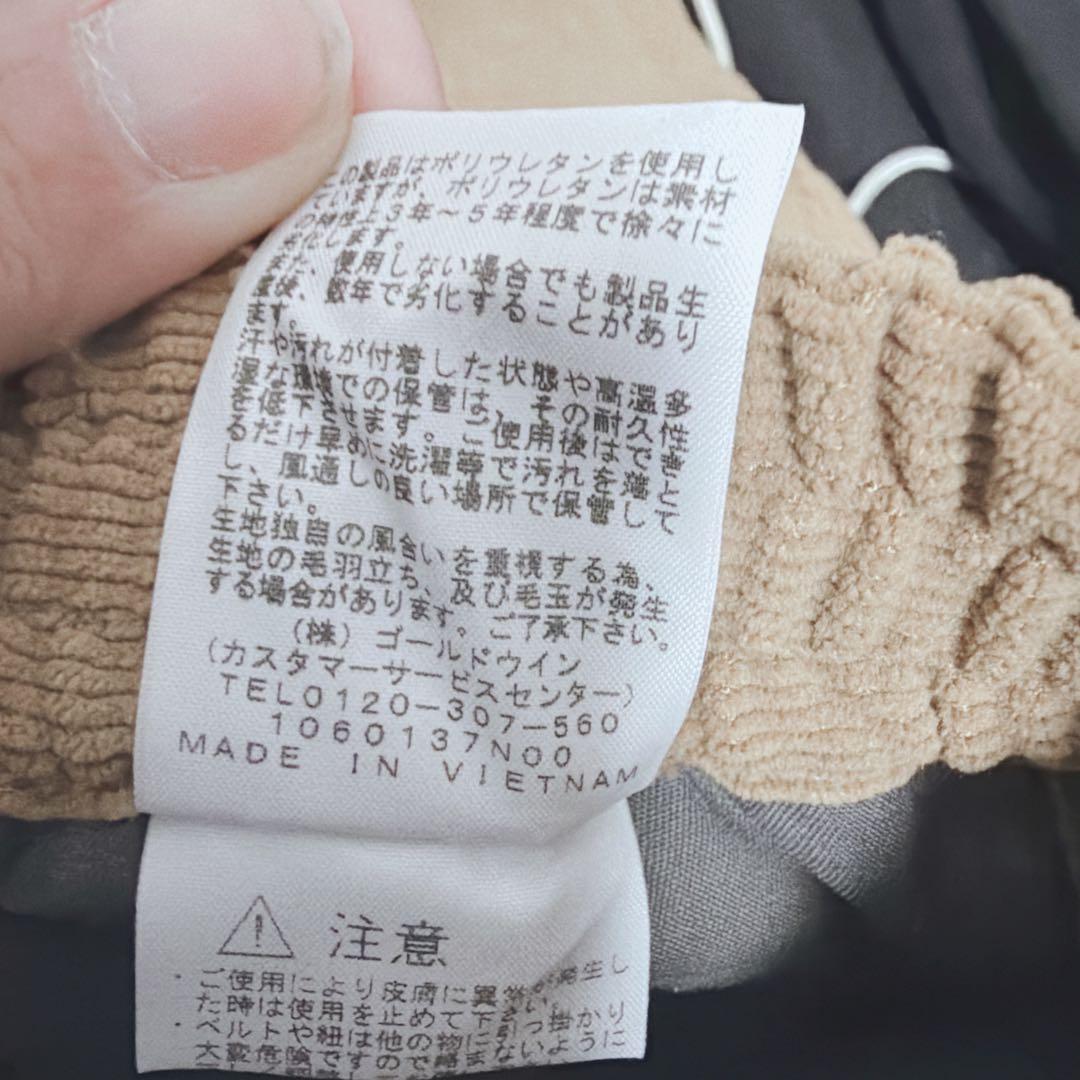 この製品はポリウレタンを使用し
ていますが、ポリウレタンは素材
の特性上3年～5年程度で徐々に
劣化します。
また、使用しない場合でも製品生
産後、数年で劣化することがあり
ます。
汗や汚れが付着した状態や高温多
湿な環境での保管は、その耐久性
を低下させます。ご使用後はできと
るだけ早めに洗濯等で汚れを落とて
し、風通しの良い場所で保管して
下さい。
生地独自の風合いを重視する為、
生地の毛羽立ち、及び毛玉が発生
する場合があります。ご了承下さい。
(株)ゴールドウイン
(カスタマーサービスセンター)
TEL0120-307-560
1060137N00
MADE IN VIETNAM
⚠ 注意
・ご使用により皮膚に異常が発生し
た時は使用を止めて下さい。
・ベルトや紐は他の物に引っ掛かり
大変危険ですので
ないように